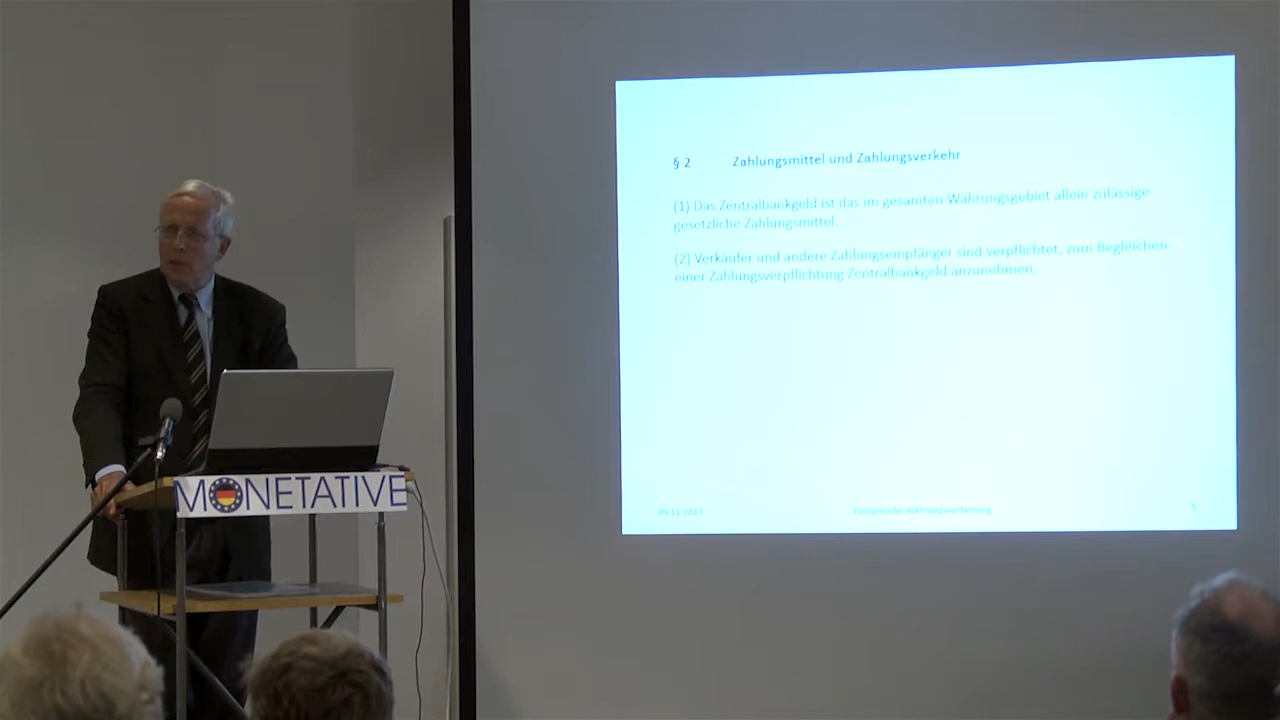 § 2 Zahlungsmittel und Zahlungsverkehr
(1) Das Zentralbankgeld ist das im gesamten Währungsgebiet allein zulässige
gesetzliche Zahlungsmittel.
(2) Verkäufer und andere Zahlungsempfänger sind verpflichtet, zum Begleichen
einer Zahlungsverpflichtung Zentralbankgeld anzunehmen.
MONETATIVE
5